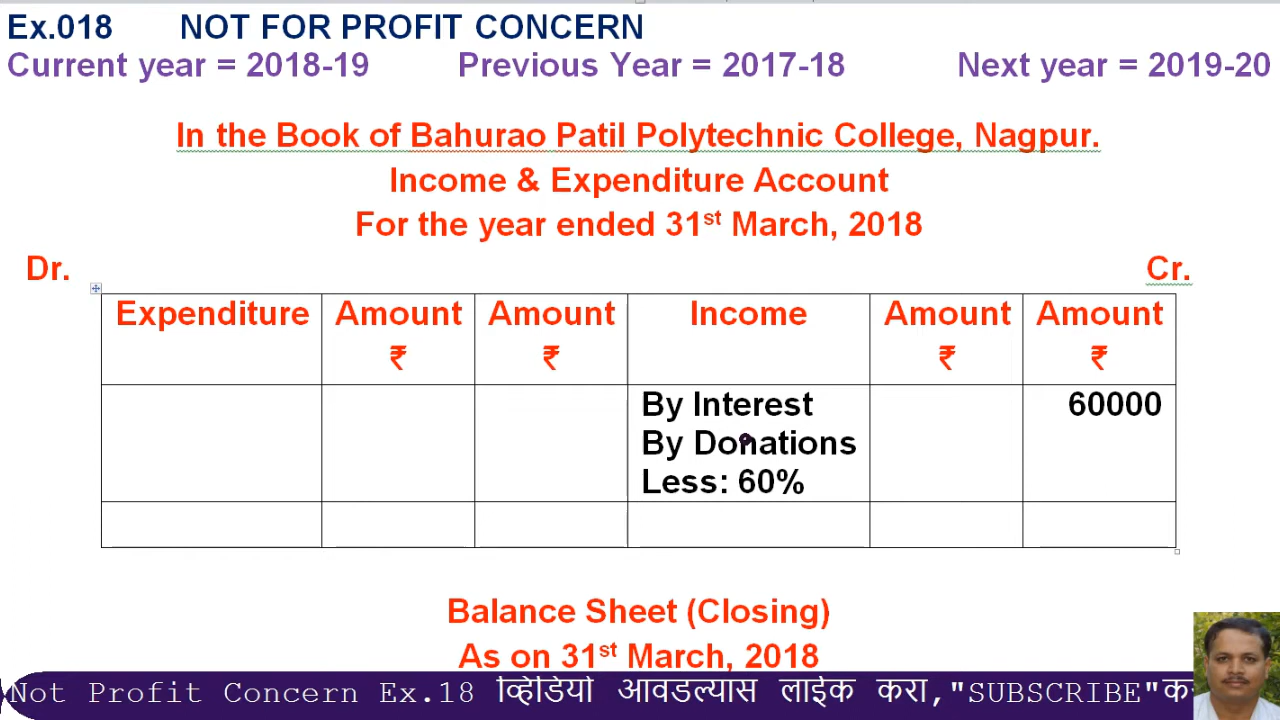 Ex.018 NOT FOR PROFIT CONCERN
Current year = 2018-19 Previous Year = 2017-18 Next year = 2019-20
In the Book of Bahurao Patil Polytechnic College, Nagpur.
Income & Expenditure Account
For the year ended 31st March, 2018
Dr. Cr.
Expenditure Amount Amount Income Amount Amount
₹ ₹ ₹ ₹
By Interest 60000
By Donations
Less: 60%
Balance Sheet (Closing)
As on 31st March, 2018
Not Profit Concern Ex.18 व्हिडियो आवडल्यास लाईक करा,"SUBSCRIBE"कर